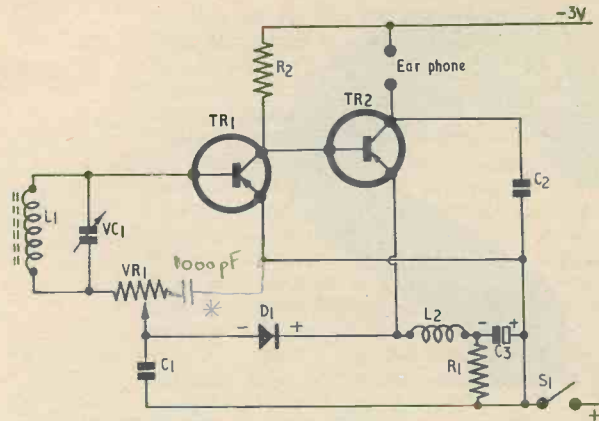 -3V
R2
Ear phone
TR1
TR2
C2
L1
VC1
VR1
1000pF
*
- D1 +
L2
- +
C3
C1
R1
S1
+